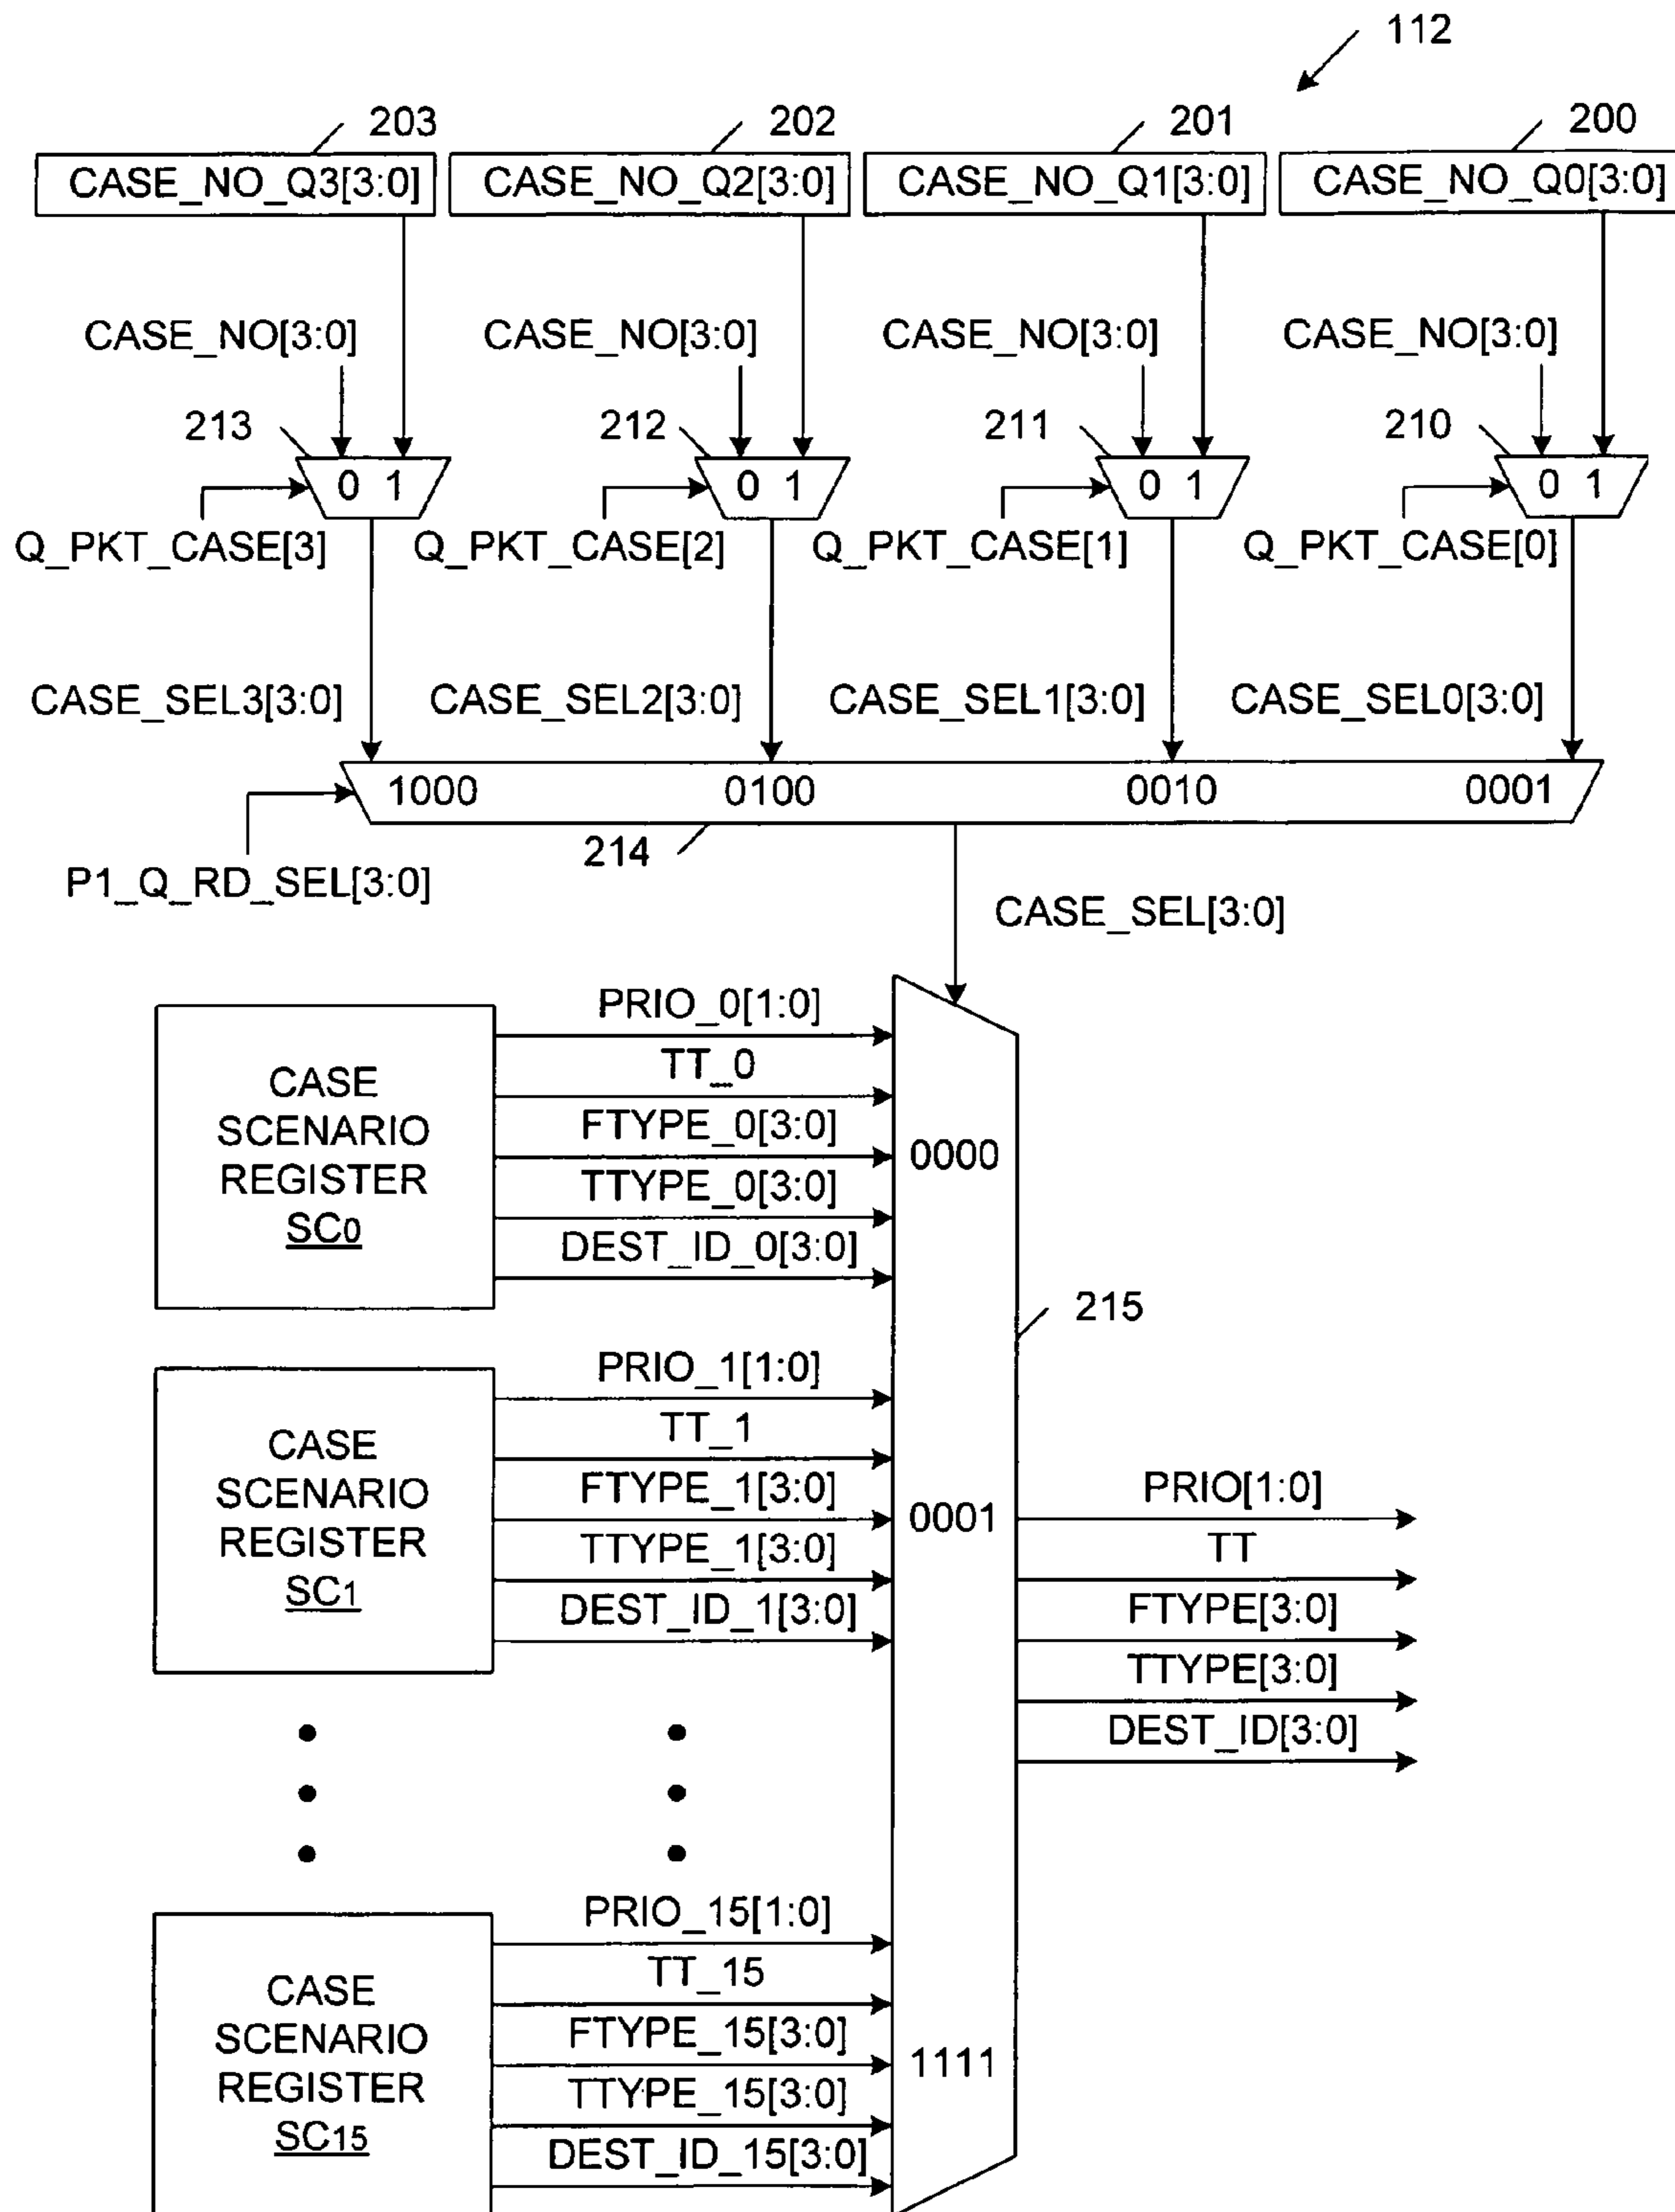 112
203 202 201 200
CASE_NO_Q3[3:0] CASE_NO_Q2[3:0] CASE_NO_Q1[3:0] CASE_NO_Q0[3:0]
CASE_NO[3:0] CASE_NO[3:0] CASE_NO[3:0] CASE_NO[3:0]
213 212 211 210
0 1 0 1 0 1 0 1
Q_PKT_CASE[3] Q_PKT_CASE[2] Q_PKT_CASE[1] Q_PKT_CASE[0]
CASE_SEL3[3:0] CASE_SEL2[3:0] CASE_SEL1[3:0] CASE_SEL0[3:0]
1000 0100 0010 0001
214
P1_Q_RD_SEL[3:0]
CASE_SEL[3:0]
CASE
SCENARIO
REGISTER
SC0
PRIO_0[1:0]
TT_0
FTYPE_0[3:0]
TTYPE_0[3:0]
DEST_ID_0[3:0]
0000
215
CASE
SCENARIO
REGISTER
SC1
PRIO_1[1:0]
TT_1
FTYPE_1[3:0]
TTYPE_1[3:0]
DEST_ID_1[3:0]
0001
PRIO[1:0]
TT
FTYPE[3:0]
TTYPE[3:0]
DEST_ID[3:0]
CASE
SCENARIO
REGISTER
SC15
PRIO_15[1:0]
TT_15
FTYPE_15[3:0]
TTYPE_15[3:0]
DEST_ID_15[3:0]
1111